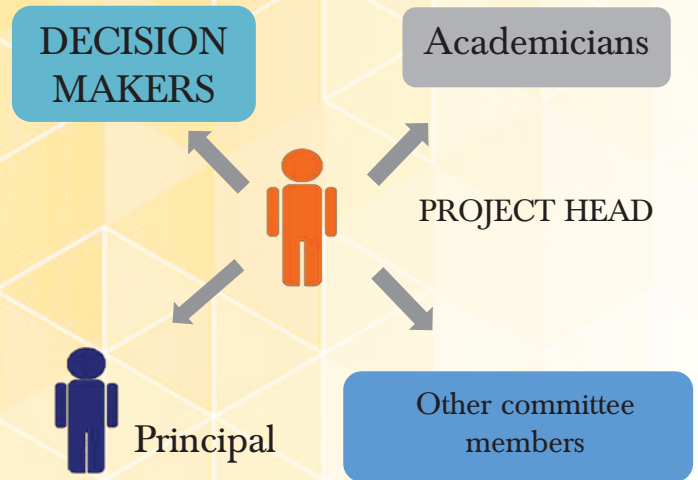 DECISION
MAKERS
Academicians
PROJECT HEAD
Principal
Other committee
members